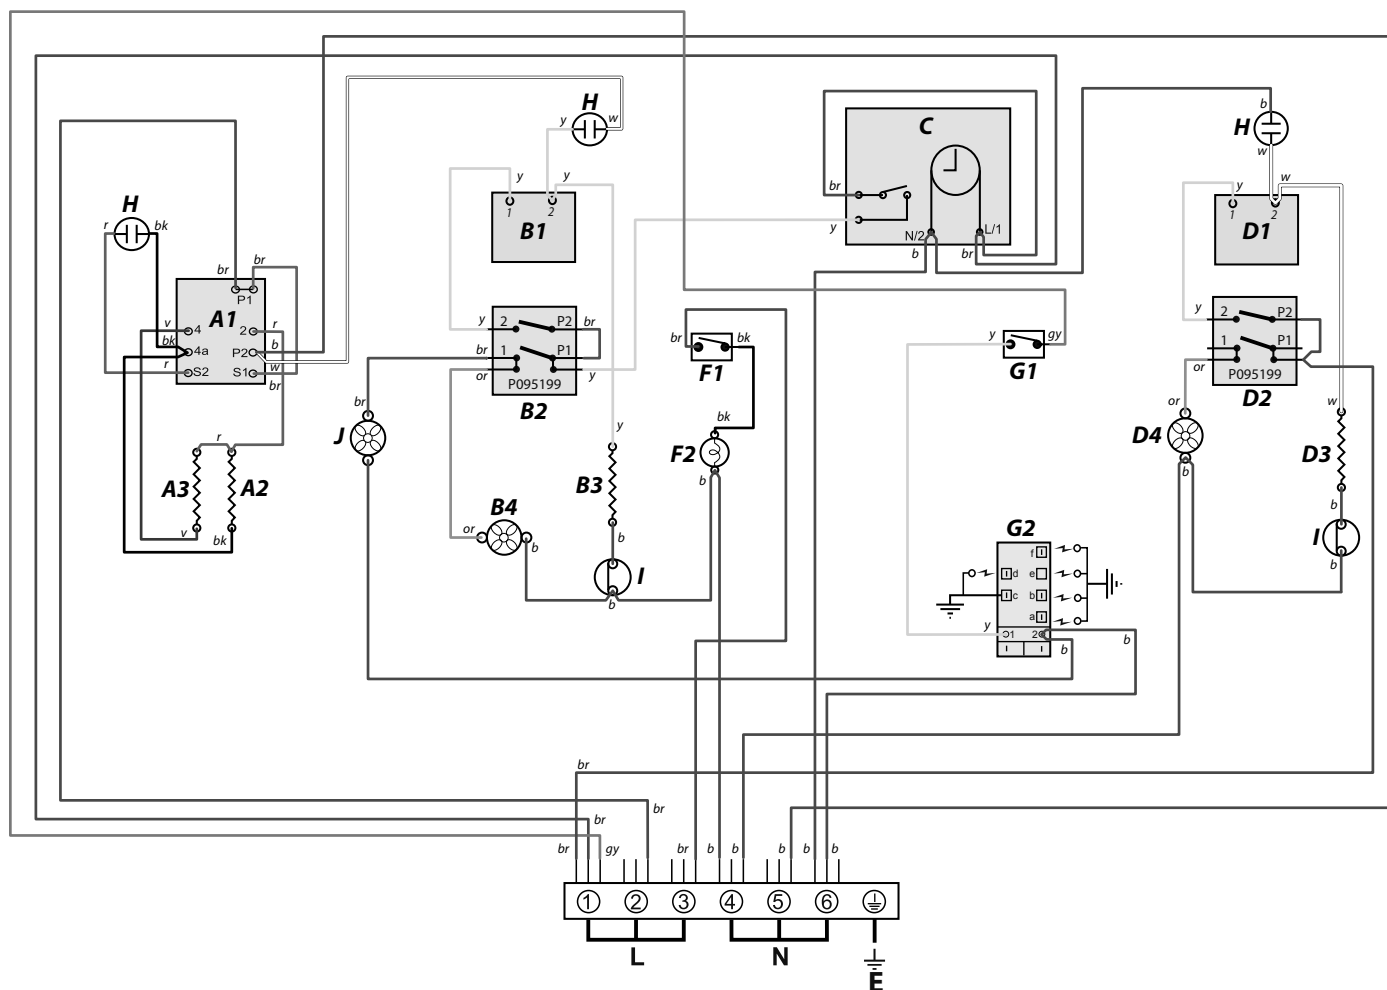 H
y
w
y
y
1
2
B1
C
br
y
N/2
L/1
b
br
b
H
w
y
w
1
2
D1
H
r
bk
br
br
P1
A1
v
4
2
r
bk
4a
P2
b
r
S2
S1
w
br
y
2
P2
br
br
1
P1
or
y
P095199
B2
br
bk
F1
y
gy
G1
y
2
P2
1
P1
or
P095199
D2
br
J
r
A3
A2
v
bk
y
B3
bk
F2
b
or
B4
b
b
I
b
or
D4
b
w
D3
b
I
b
G2
f
d
e
c
b
a
y
1
2
b
b
br
br
br
br
gy
br
b
b
b
b
b
1
2
3
4
5
6
L
N
E